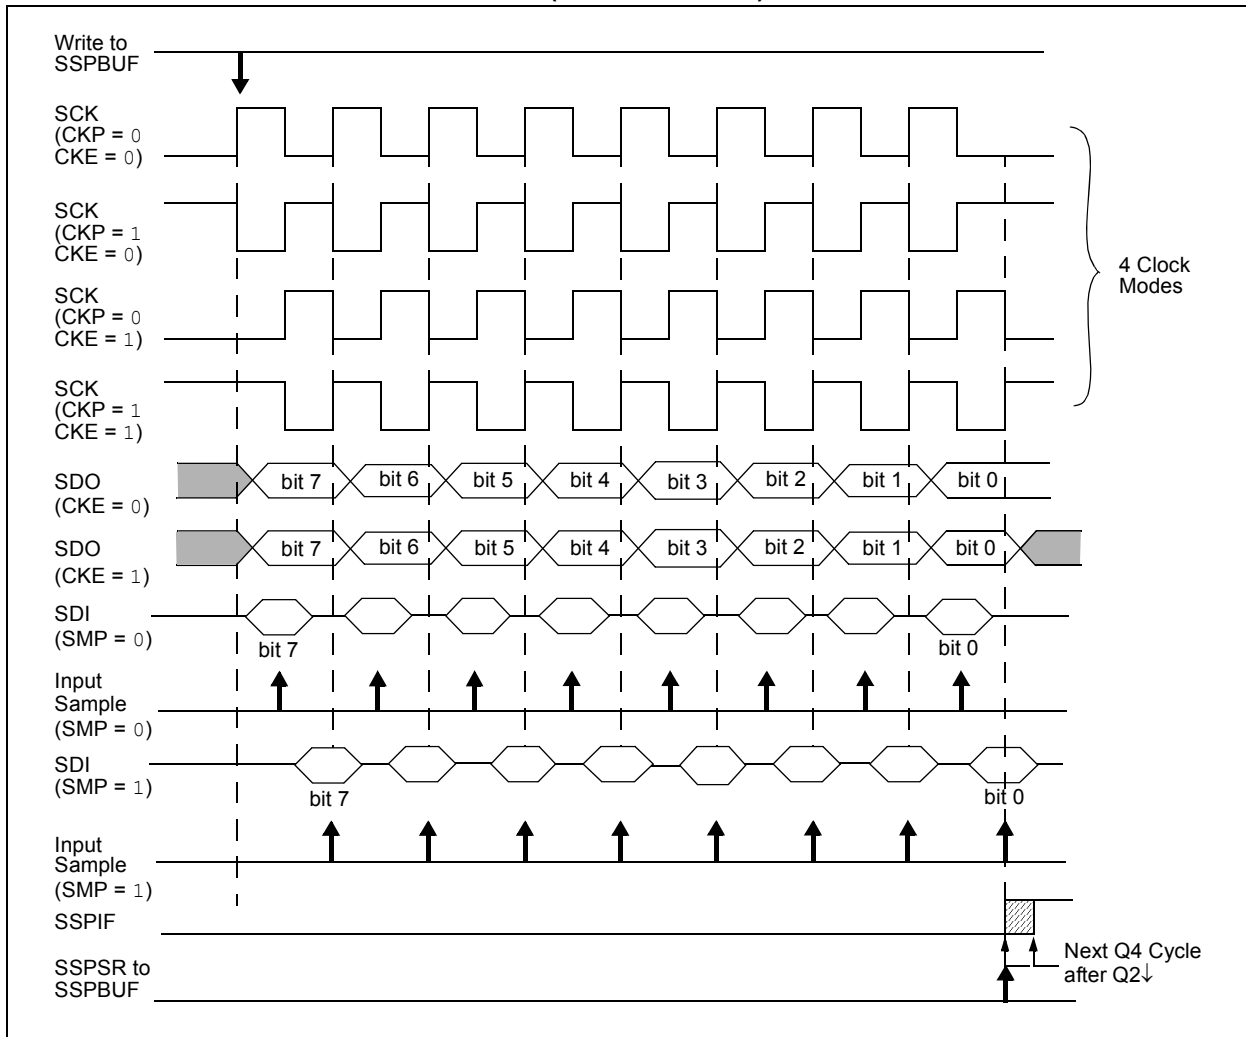 Write to
SSPBUF
SCK
(CKP = 0
CKE = 0)
SCK
(CKP = 1
CKE = 0)
SCK
(CKP = 0
CKE = 1)
SCK
(CKP = 1
CKE = 1)
4 Clock
Modes
SDO
(CKE = 0)
bit 7 bit 6 bit 5 bit 4 bit 3 bit 2 bit 1 bit 0
SDO
(CKE = 1)
bit 7 bit 6 bit 5 bit 4 bit 3 bit 2 bit 1 bit 0
SDI
(SMP = 0)
bit 7 bit 0
Input
Sample
(SMP = 0)
SDI
(SMP = 1)
bit 7 bit 0
Input
Sample
(SMP = 1)
SSPIF
Next Q4 Cycle
after Q2↓
SSPSR to
SSPBUF